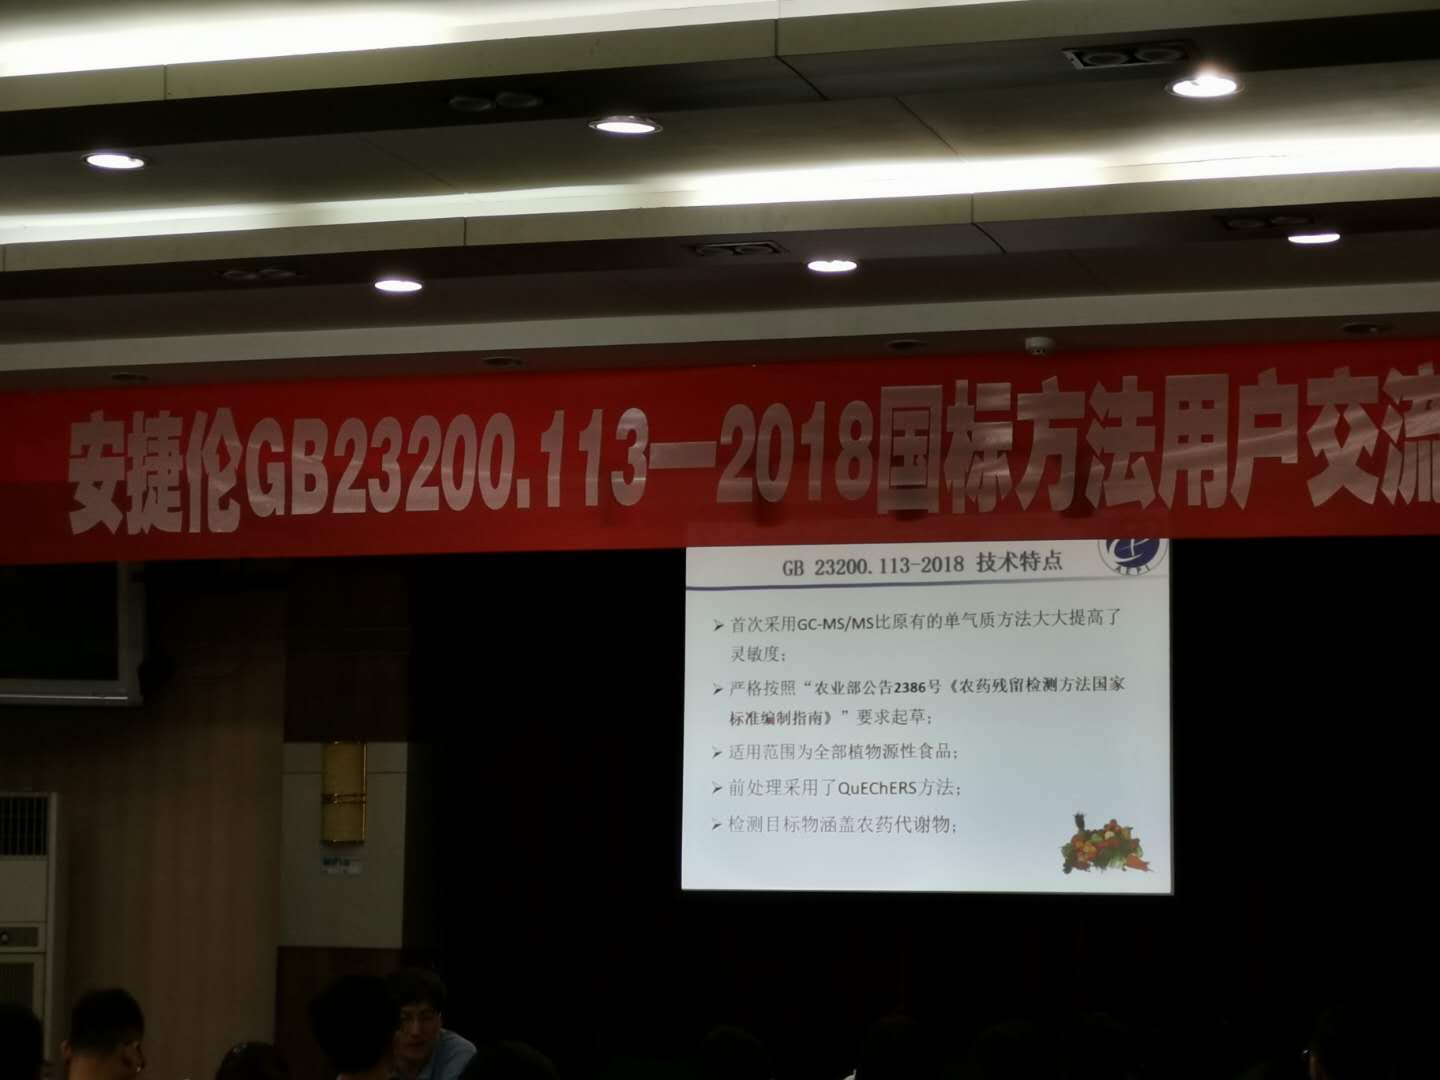 安捷伦GB23200.113—2018国标方法用户交流
GB 23200.113-2018 技术特点
AEPI
➢ 首次采用GC-MS/MS比原有的单气质方法大大提高了
灵敏度；
➢ 严格按照“农业部公告2386号《农药残留检测方法国家
标准编制指南》”要求起草；
➢ 适用范围为全部植物源性食品；
➢ 前处理采用了QuEChERS方法；
➢ 检测目标物涵盖农药代谢物；